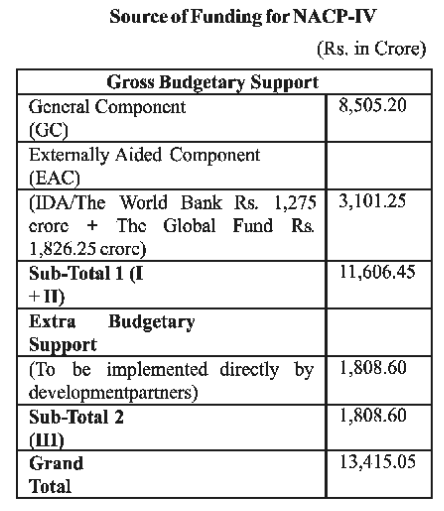 Source of Funding for NACP-IV
(Rs. in Crore)
Gross Budgetary Support
General Component 8,505.20
(GC)
Externally Aided Component
(EAC)
(IDA/The World Bank Rs. 1,275 3,101.25
crore + The Global Fund Rs.
1,826.25 crore)
Sub-Total 1 (I 11,606.45
+ II)
Extra Budgetary
Support
(To be implemented directly by 1,808.60
developmentpartners)
Sub-Total 2 1,808.60
(III)
Grand 13,415.05
Total